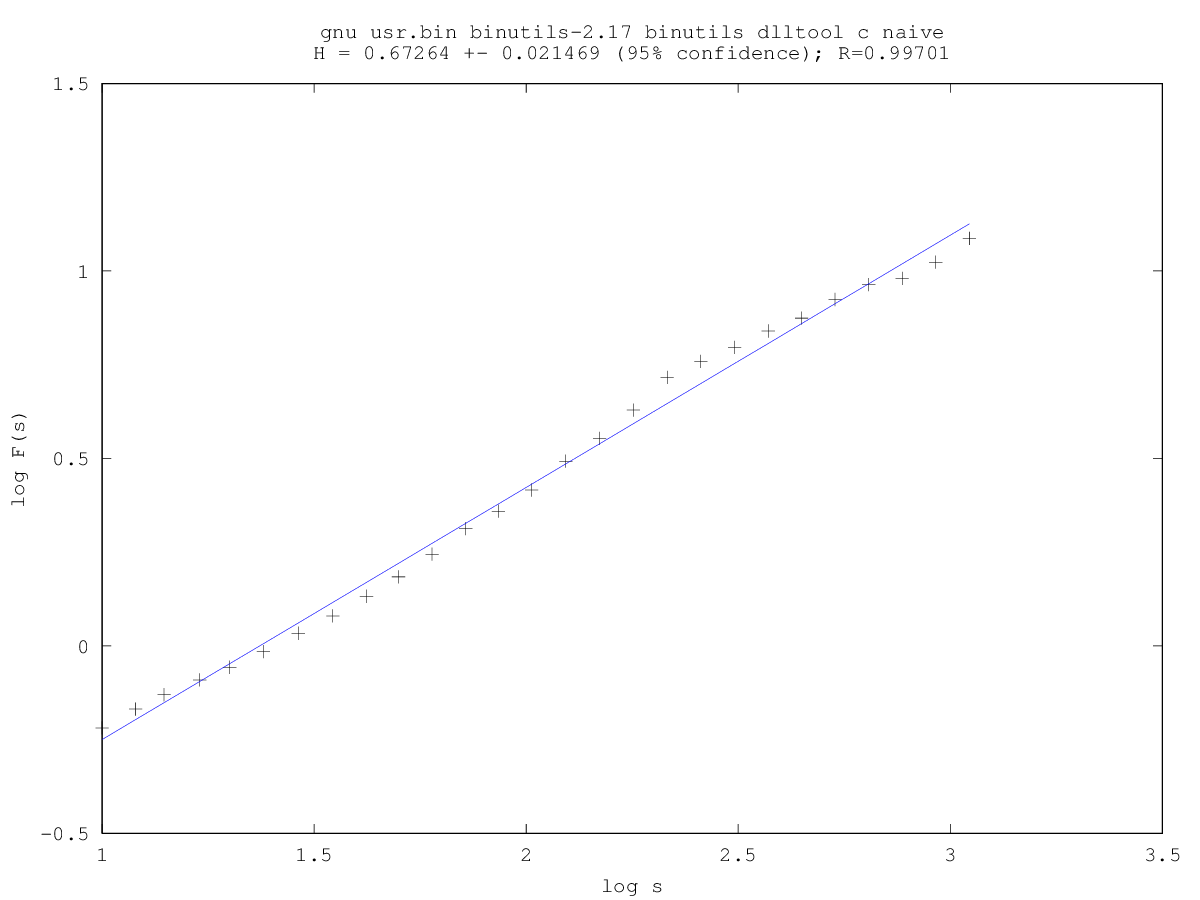 gnu usr.bin binutils-2.17 binutils dlltool c naive
H = 0.67264 +- 0.021469 (95% confidence); R=0.99701
1.5
1
0.5
0
-0.5
log F(s)
1
1.5
2
2.5
3
3.5
log s